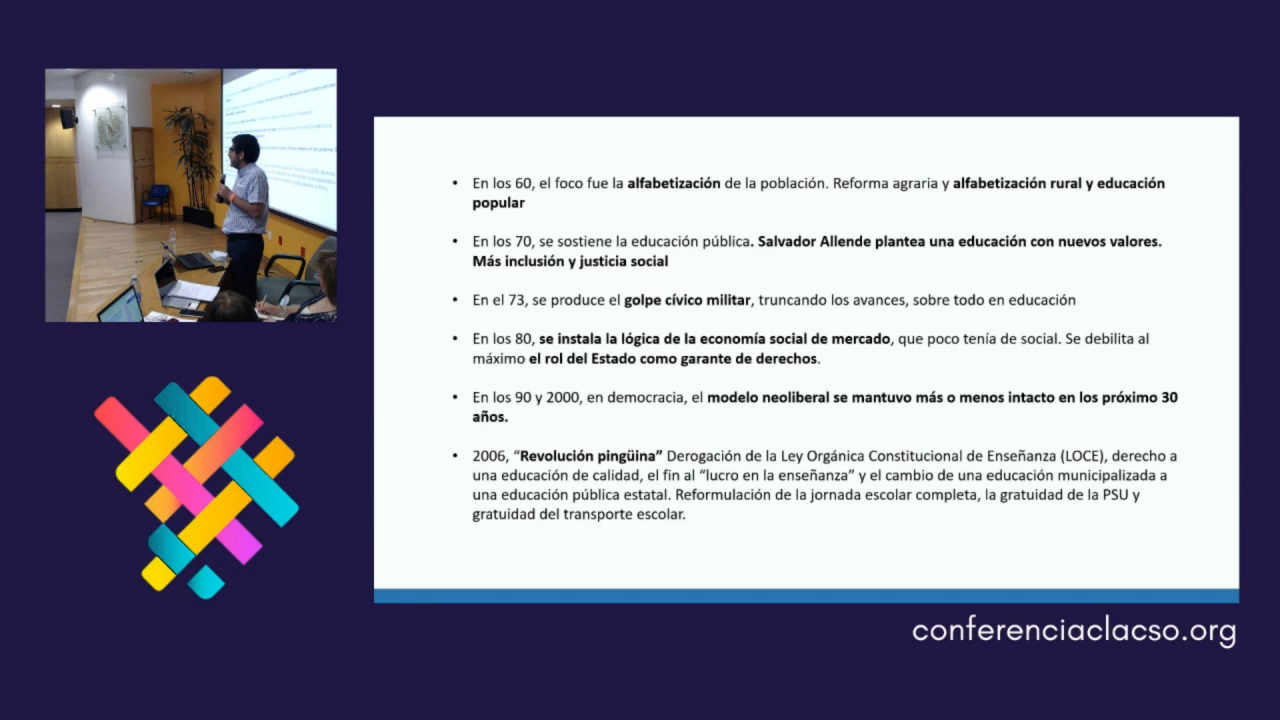 • En los 60, el foco fue la alfabetización de la población. Reforma agraria y alfabetización rural y educación
popular
• En los 70, se sostiene la educación pública. Salvador Allende plantea una educación con nuevos valores.
Más inclusión y justicia social
• En el 73, se produce el golpe cívico militar, truncando los avances, sobre todo en educación
• En los 80, se instala la lógica de la economía social de mercado, que poco tenía de social. Se debilita al
máximo el rol del Estado como garante de derechos.
• En los 90 y 2000, en democracia, el modelo neoliberal se mantuvo más o menos intacto en los próximo 30
años.
• 2006, “Revolución pingüina” Derogación de la Ley Orgánica Constitucional de Enseñanza (LOCE), derecho a
una educación de calidad, el fin al “lucro en la enseñanza” y el cambio de una educación municipalizada a
una educación pública estatal. Reformulación de la jornada escolar completa, la gratuidad de la PSU y
gratuidad del transporte escolar.
conferenciaclacso.org